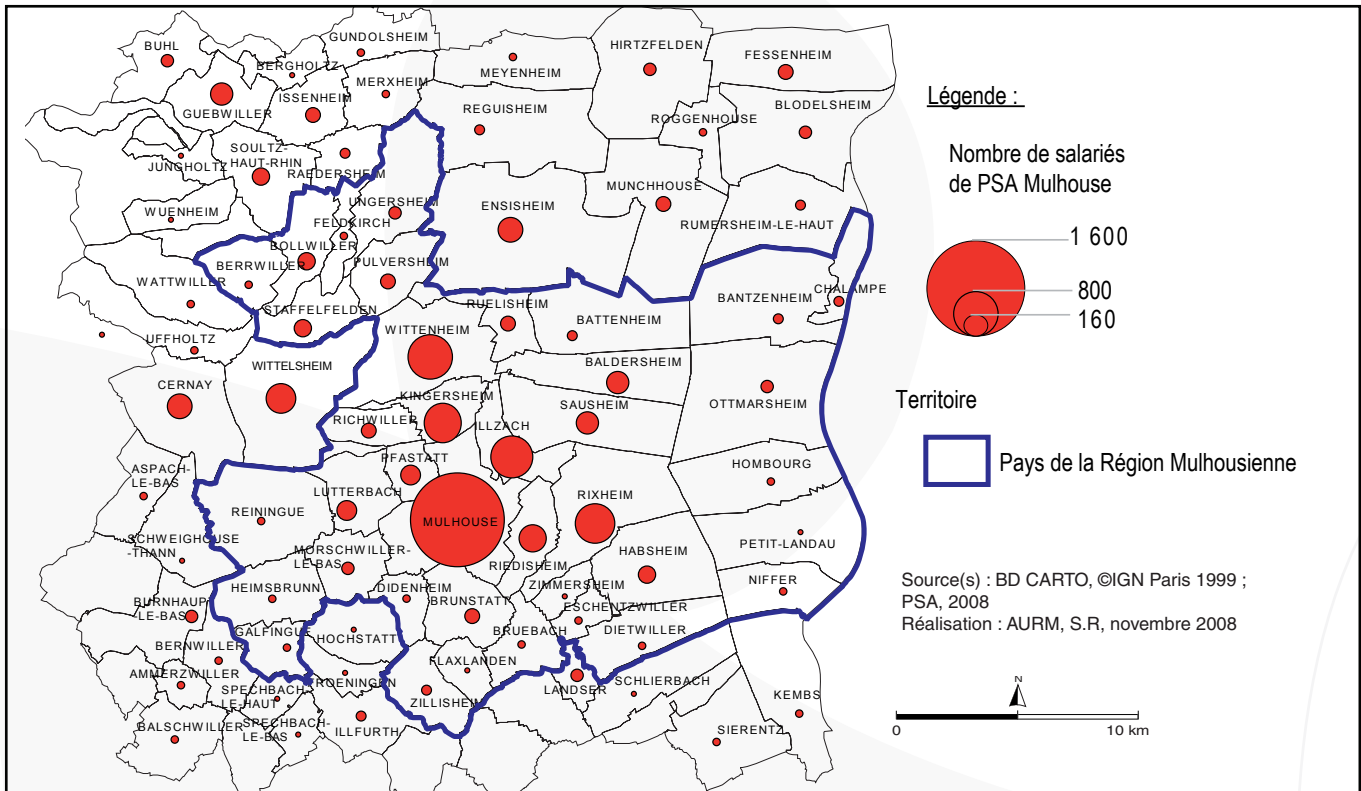 GUNDOLSHEIM
BUHL
BERGHOLTZ
MEYENHEIM
HIRTZFELDEN
FESSENHEIM
MERXHEIM
ISSENHEIM
GUEBWILLER
REGUISHEIM
ROGGENHOUSE
BLODELSHEIM
SOULTZ-
HAUT-RHIN
JUNGHOLTZ
RAEDERSHEIM
MUNCHHOUSE
WUENHEIM
UNGERSHEIM
FELDKIRCH
ENSISHEIM
RUMERSHEIM-LE-HAUT
BOLLWILLER
BERRWILLER
PULVERSHEIM
WATTWILLER
CHALAMPE
BANTZENHEIM
STAFFELFELDEN
RUELISHEIM
BATTENHEIM
UFFHOLTZ
WITTENHEIM
WITTELSHEIM
BALDERSHEIM
CERNAY
KINGERSHEIM
SAUSHEIM
OTTMARSHEIM
RICHWILLER
ILLZACH
PFASTATT
ASPACH-
LE-BAS
HOMBOURG
LUTTERBACH
RIXHEIM
REININGUE
MULHOUSE
SCHWEIGHOUSE
-THANN
MORSCHWILLER-
LE-BAS
PETIT-LANDAU
HABSHEIM
RIEDISHEIM
NIFFER
ZIMMERSHEIM
HEIMSBRUNN
DIDENHEIM
BURNHAUP
LE-BAS
BRUNSTATT
ESCHENTZWILLER
GALFINGUE
HOCHSTATT
BRUEBACH
DIETWILLER
BERNWILLER
FLAXLANDEN
AMMERZWILLER
FROENINGEN
SCHLIERBACH
SPECHBACH-
LE-HAUT
LANDSER
KEMBS
ZILLISHEIM
BALSCHWILLER
SPECHBACH-
LE-BAS
ILLFURTH
SIERENTZ
Légende :
Nombre de salariés
de PSA Mulhouse
1 600
800
160
Territoire
Pays de la Région Mulhousienne
Source(s) : BD CARTO, ©IGN Paris 1999 ;
PSA, 2008
Réalisation : AURM, S.R, novembre 2008
N
0
10 km